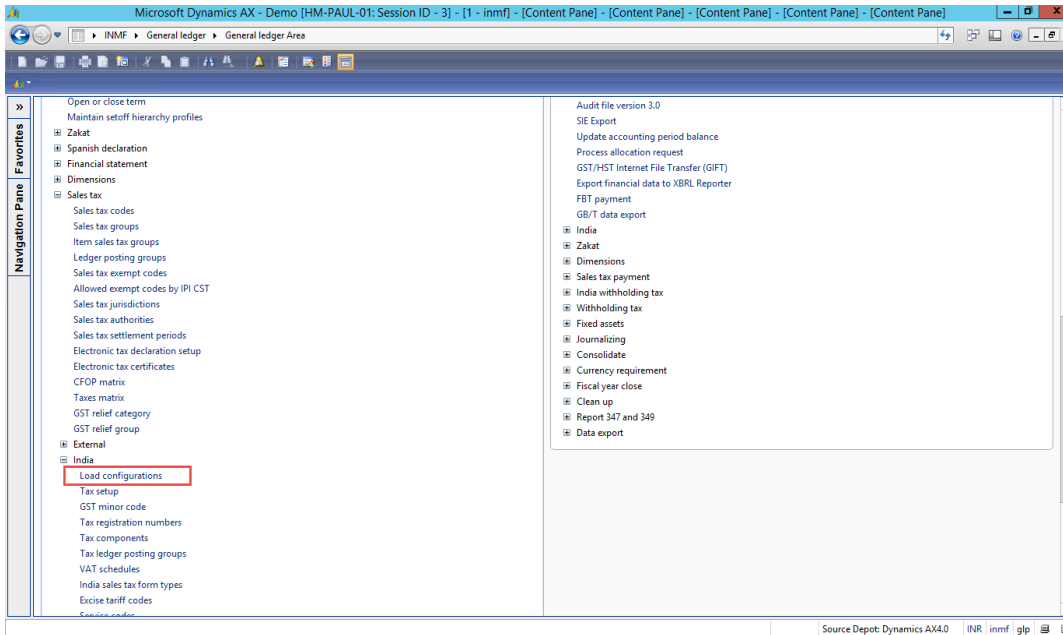 Microsoft Dynamics AX - Demo [HM-PAUL-01: Session ID - 3] - [1 - inmf] - [Content Pane] - [Content Pane] - [Content Pane] - [Content Pane] - [Content Pane]
INMF General ledger General ledger Area
Favorites
Navigation Pane
Open or close term
Maintain setoff hierarchy profiles
Zakat
Spanish declaration
Financial statement
Dimensions
Sales tax
Sales tax codes
Sales tax groups
Item sales tax groups
Ledger posting groups
Sales tax exempt codes
Allowed exempt codes by IPI CST
Sales tax jurisdictions
Sales tax authorities
Sales tax settlement periods
Electronic tax declaration setup
Electronic tax certificates
CFOP matrix
Taxes matrix
GST relief category
GST relief group
External
India
Load configurations
Tax setup
GST minor code
Tax registration numbers
Tax components
Tax ledger posting groups
VAT schedules
India sales tax form types
Excise tariff codes
Service codes
Audit file version 3.0
SIE Export
Update accounting period balance
Process allocation request
GST/HST Internet File Transfer (GIFT)
Export financial data to XBRL Reporter
FBT payment
GB/T data export
India
Zakat
Dimensions
Sales tax payment
India withholding tax
Withholding tax
Fixed assets
Journalizing
Consolidate
Currency requirement
Fiscal year close
Clean up
Report 347 and 349
Data export
Source Depot: Dynamics AX4.0 INR inmf glp